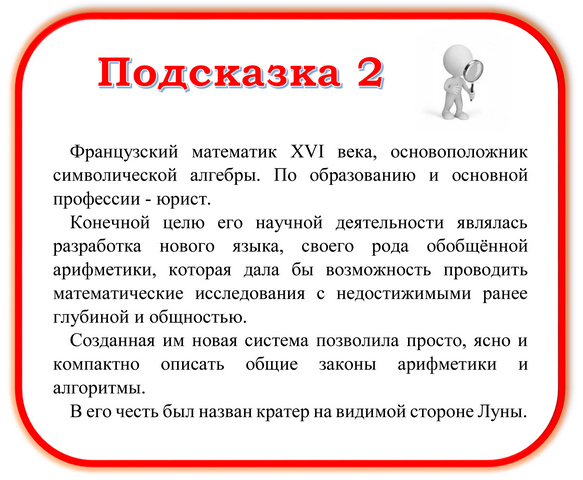 Подсказка 2
Французский математик XVI века, основоположник
символической алгебры. По образованию и основной
профессии - юрист.
Конечной целю его научной деятельности являлась
разработка нового языка, своего рода обобщённой
арифметики, которая дала бы возможность проводить
математические исследования с недостижимыми ранее
глубиной и общностью.
Созданная им новая система позволила просто, ясно и
компактно описать общие законы арифметики и
алгоритмы.
В его честь был назван кратер на видимой стороне Луны.